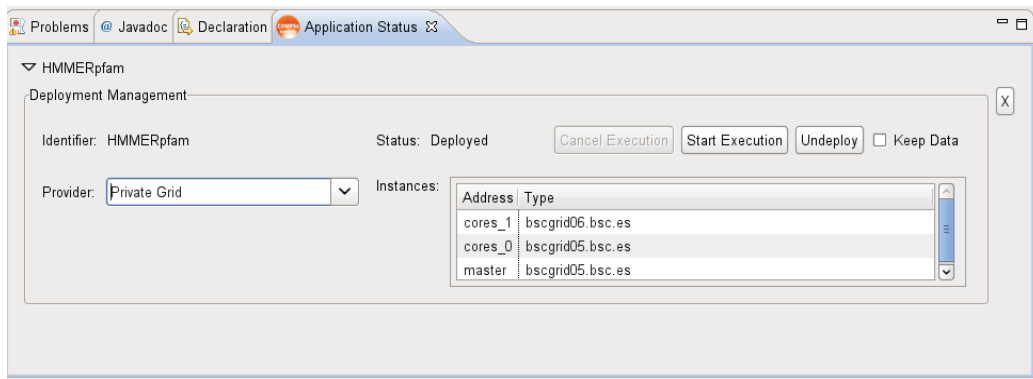 Problems @ Javadoc Declaration COMPSs Application Status
HMMERpfam
Deployment Management
X
Identifier: HMMERpfam Status: Deployed Cancel Execution Start Execution Undeploy Keep Data
Provider: Private Grid Instances:
Address Type
cores_1 bscgrid06.bsc.es
cores_0 bscgrid05.bsc.es
master bscgrid05.bsc.es